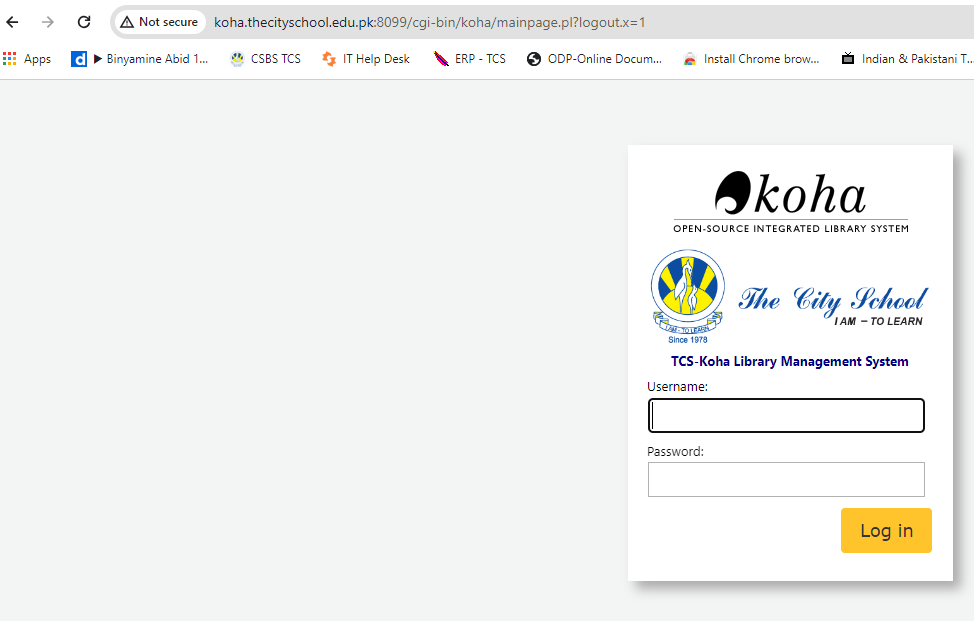 Not secure koha.thecityschool.edu.pk:8099/cgi-bin/koha/mainpage.pl?logout.x=1
Apps Binyamine Abid 1... CSBS TCS IT Help Desk ERP - TCS ODP-Online Docum... Install Chrome brow... Indian & Pakistani T...
koha
OPEN-SOURCE INTEGRATED LIBRARY SYSTEM
The City School
I AM – TO LEARN
I AM - TO LEARN
Since 1978
TCS-Koha Library Management System
Username:
Password:
Log in